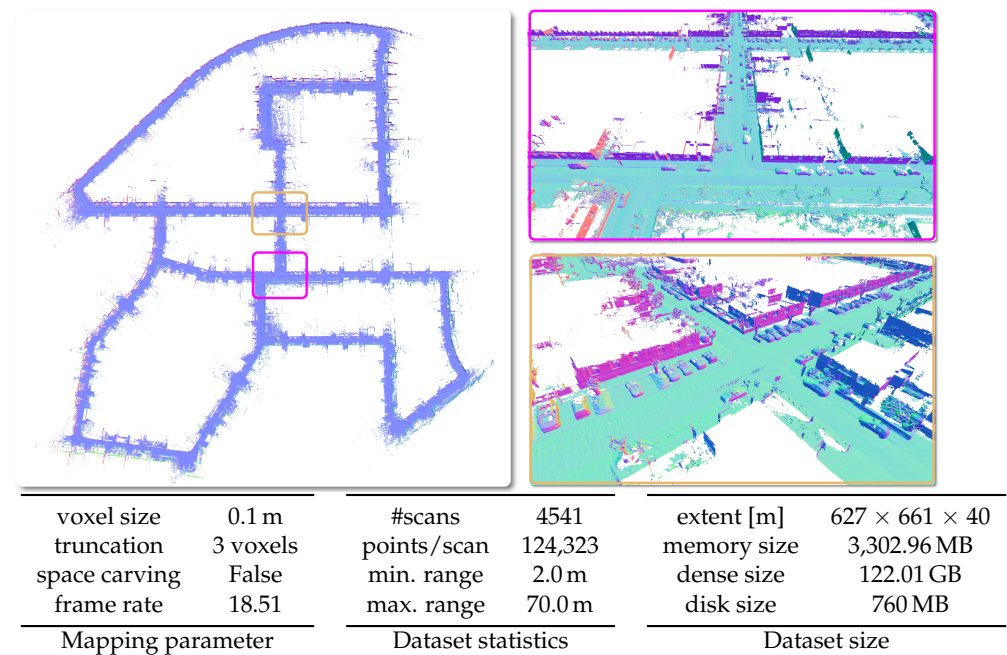 voxel size 0.1 m
truncation 3 voxels
space carving False
frame rate 18.51
Mapping parameter
#scans 4541
points/scan 124,323
min. range 2.0 m
max. range 70.0 m
Dataset statistics
extent [m] 627 × 661 × 40
memory size 3,302.96 MB
dense size 122.01 GB
disk size 760 MB
Dataset size